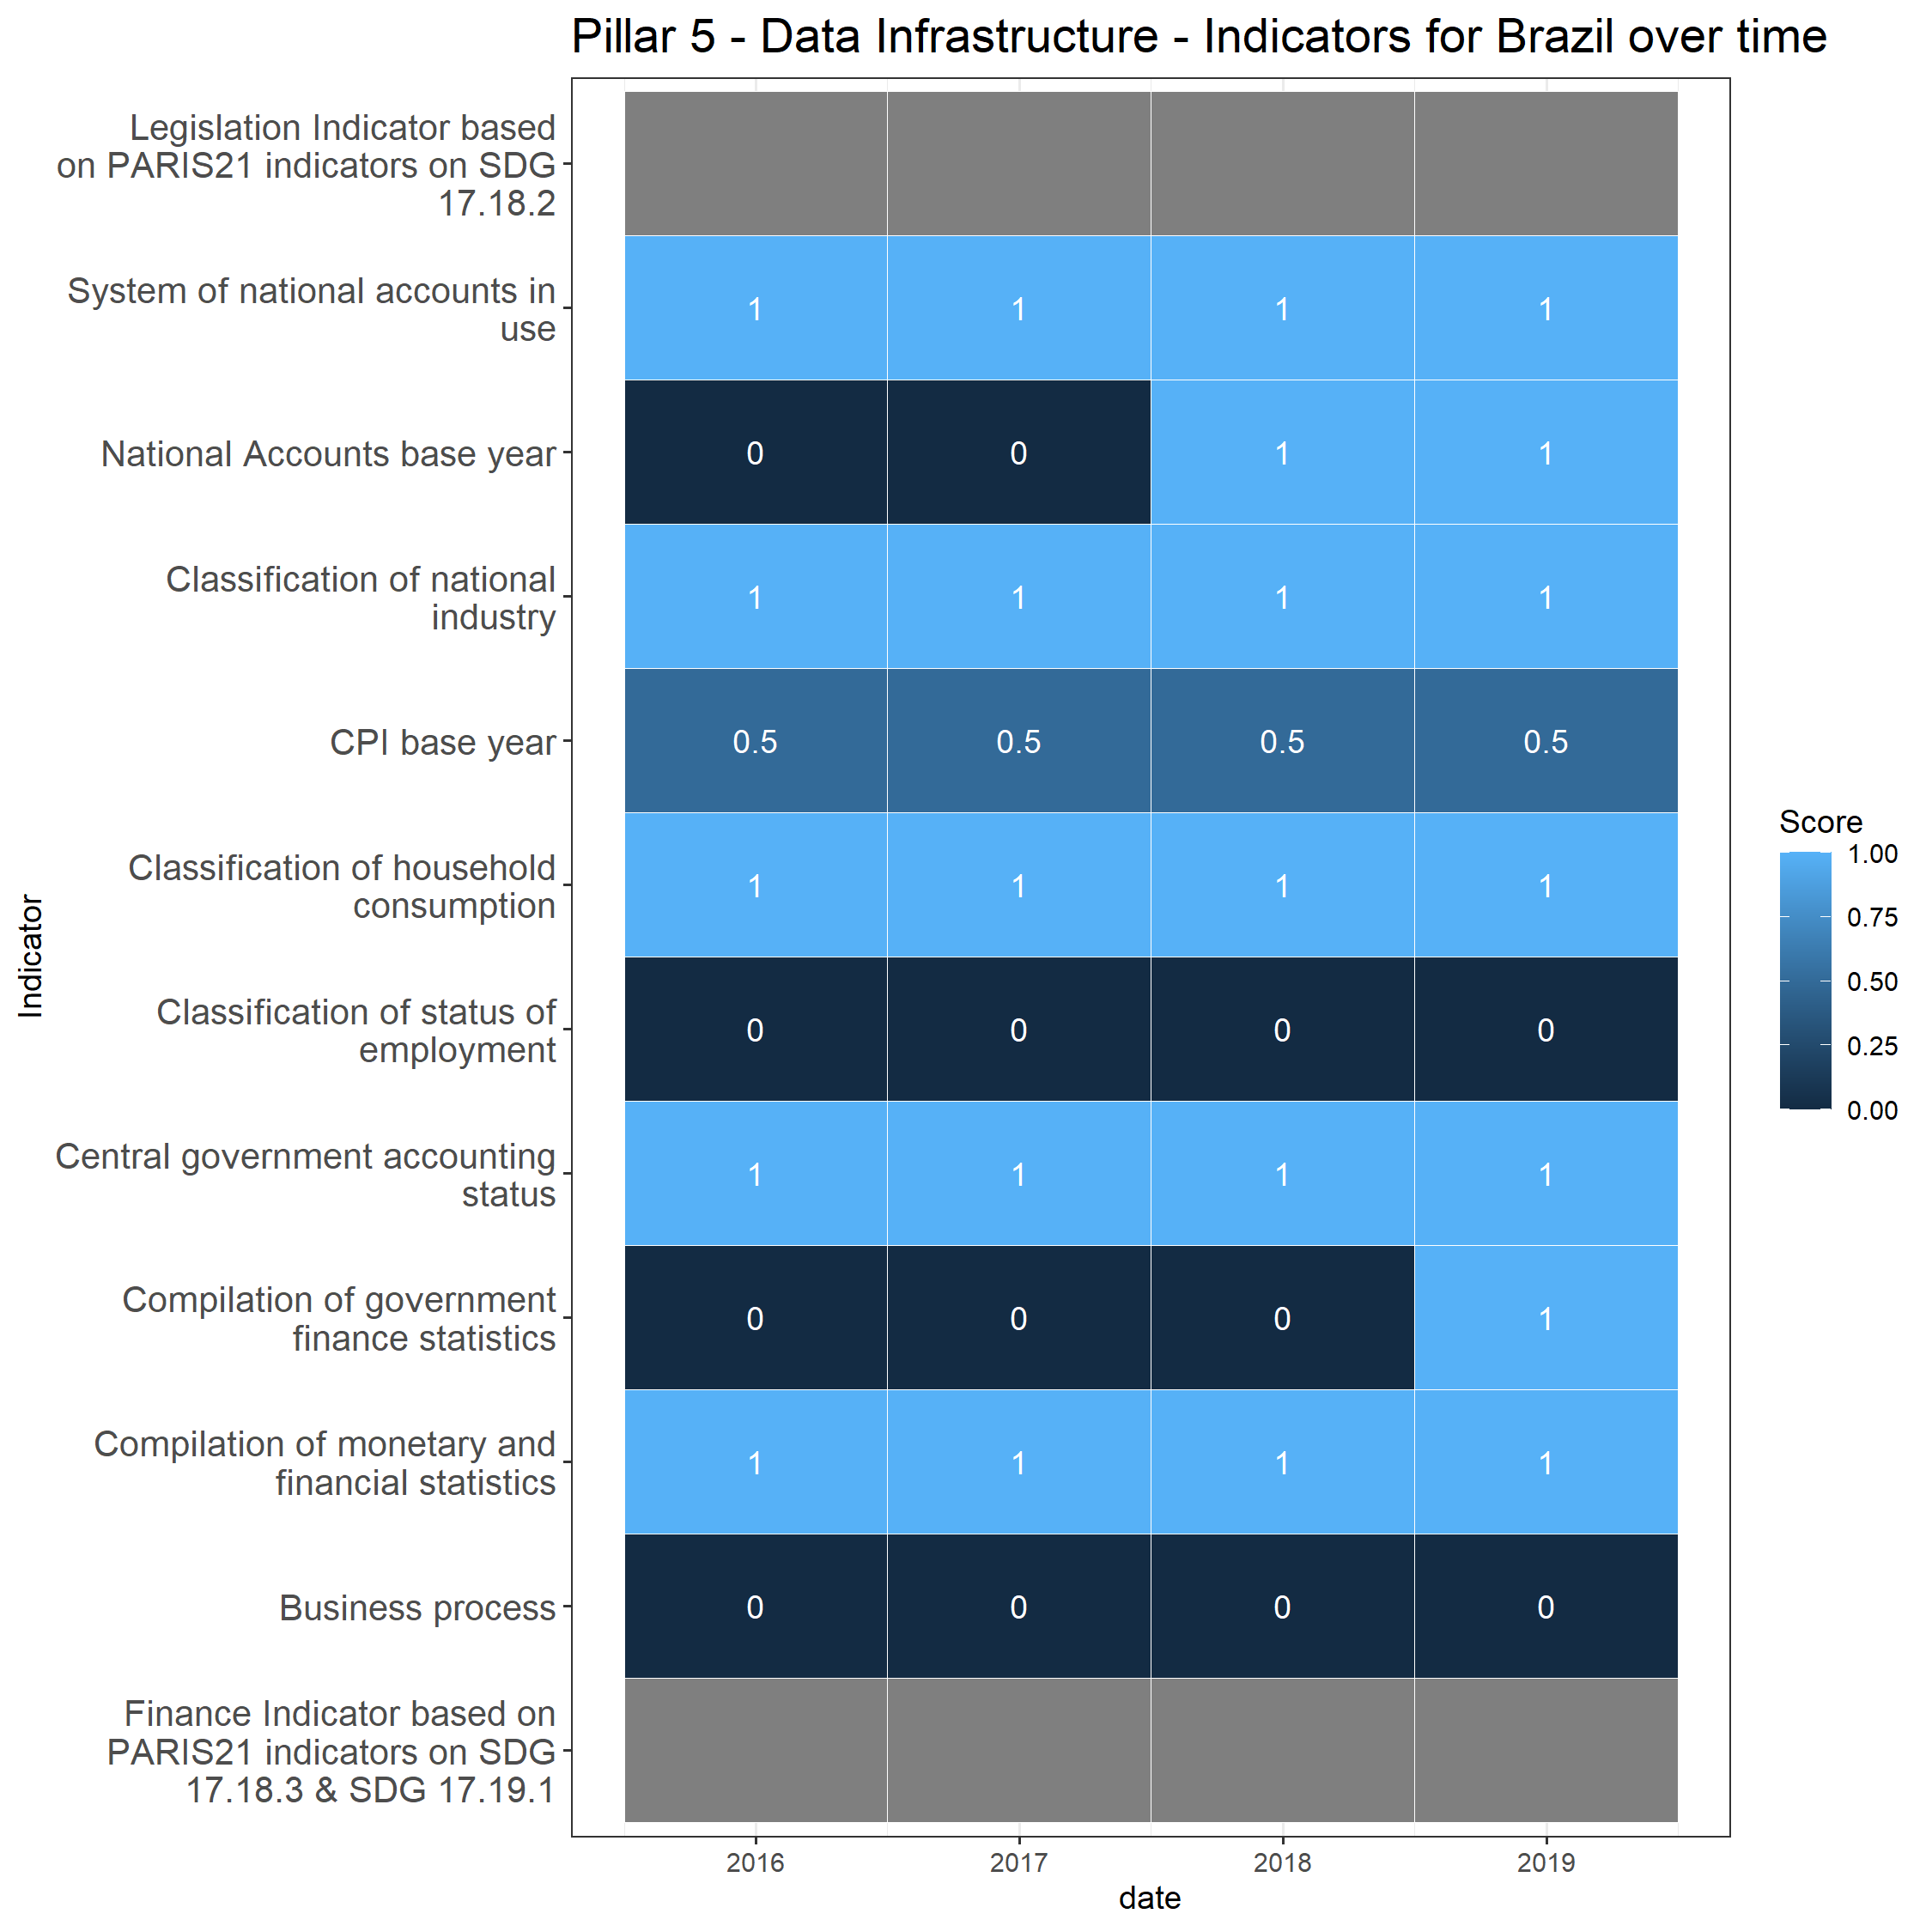 Pillar 5 - Data Infrastructure - Indicators for Brazil over time
Legislation Indicator based
on PARIS21 indicators on SDG
17.18.2
System of national accounts in
use
1 1 1 1
National Accounts base year
0 0 1 1
Classification of national
industry
1 1 1 1
CPI base year
0.5 0.5 0.5 0.5
Classification of household
consumption
1 1 1 1
Classification of status of
employment
0 0 0 0
Central government accounting
status
1 1 1 1
Compilation of government
finance statistics
0 0 0 1
Compilation of monetary and
financial statistics
1 1 1 1
Business process
0 0 0 0
Finance Indicator based on
PARIS21 indicators on SDG
17.18.3 & SDG 17.19.1
Indicator
2016 2017 2018 2019
date
Score
1.00
0.75
0.50
0.25
0.00